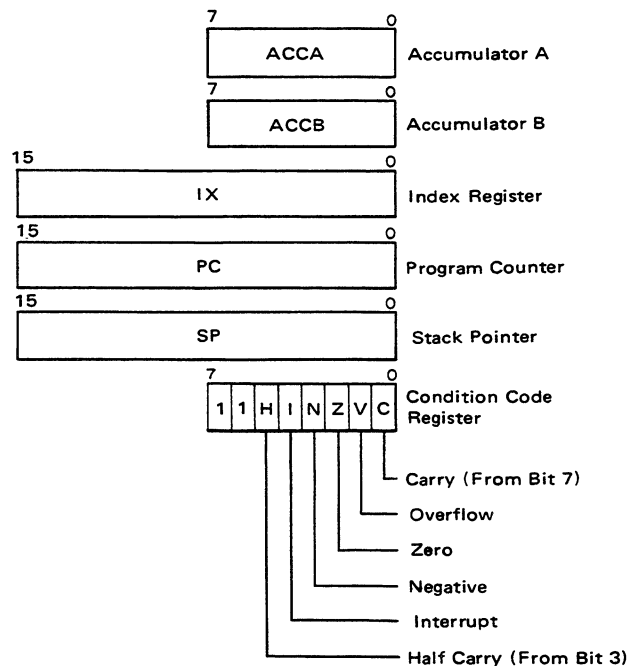 7 0
ACCA Accumulator A
7 0
ACCB Accumulator B
15 0
IX Index Register
15 0
PC Program Counter
15 0
SP Stack Pointer
7 0
1 1 H I N Z V C Condition Code
Register
Carry (From Bit 7)
Overflow
Zero
Negative
Interrupt
Half Carry (From Bit 3)